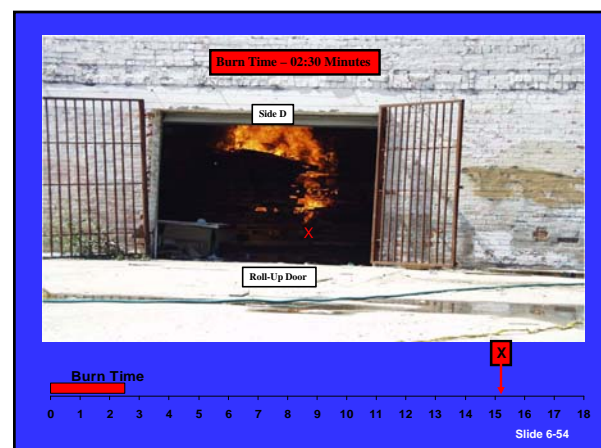 Burn Time – 02:30 Minutes
Side D
X
Roll-Up Door
X
Burn Time
0 1 2 3 4 5 6 7 8 9 10 11 12 13 14 15 16 17 18
Slide 6-54